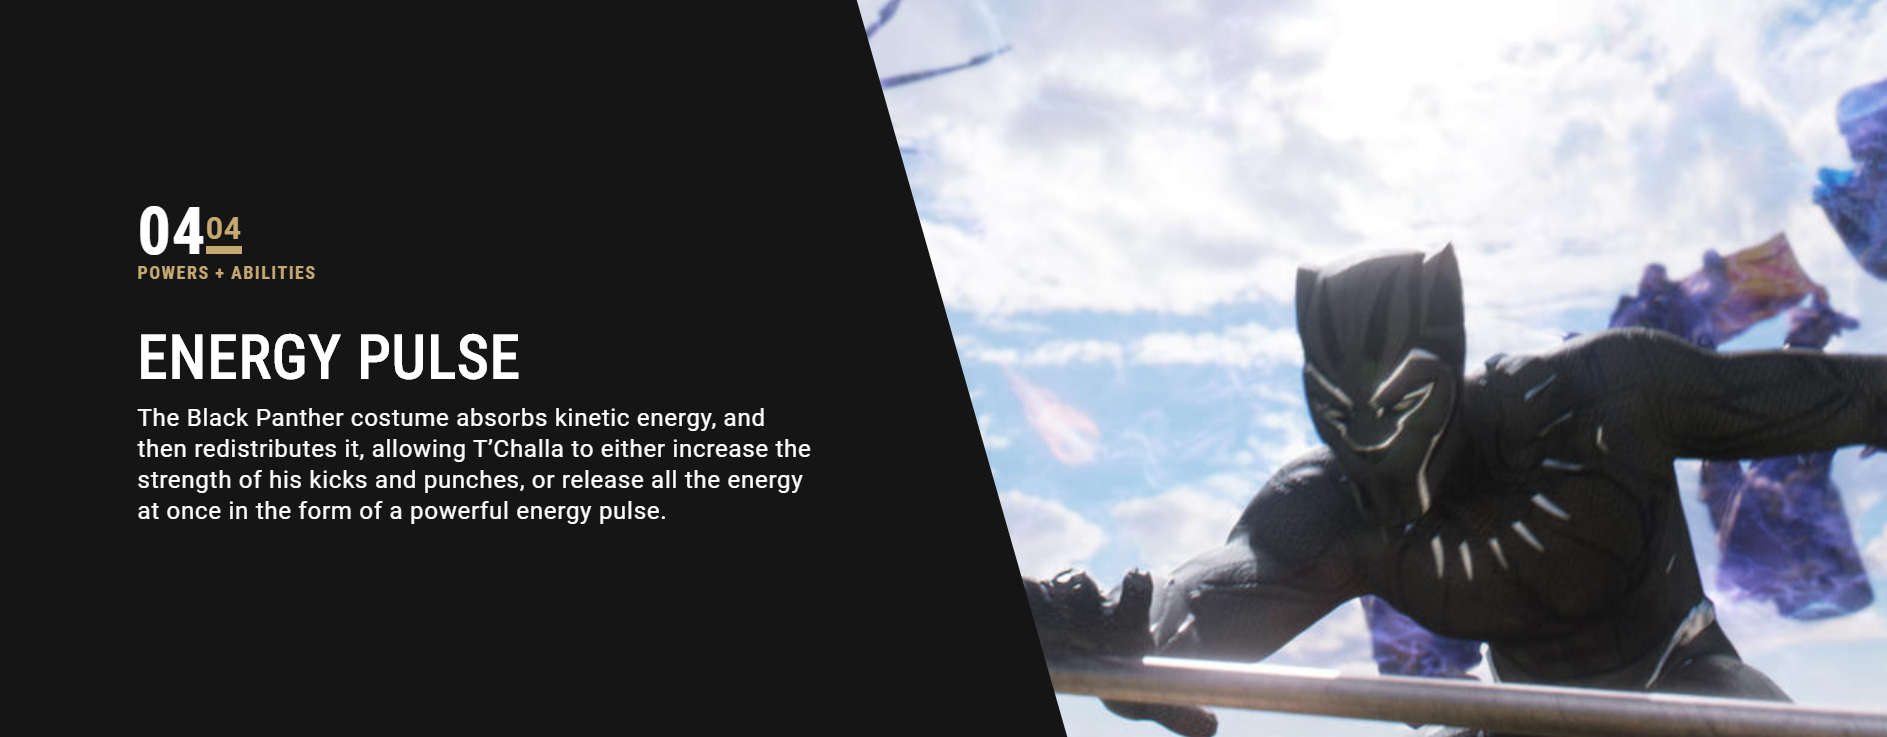 04 04
POWERS + ABILITIES
ENERGY PULSE
The Black Panther costume absorbs kinetic energy, and
then redistributes it, allowing T’Challa to either increase the
strength of his kicks and punches, or release all the energy
at once in the form of a powerful energy pulse.